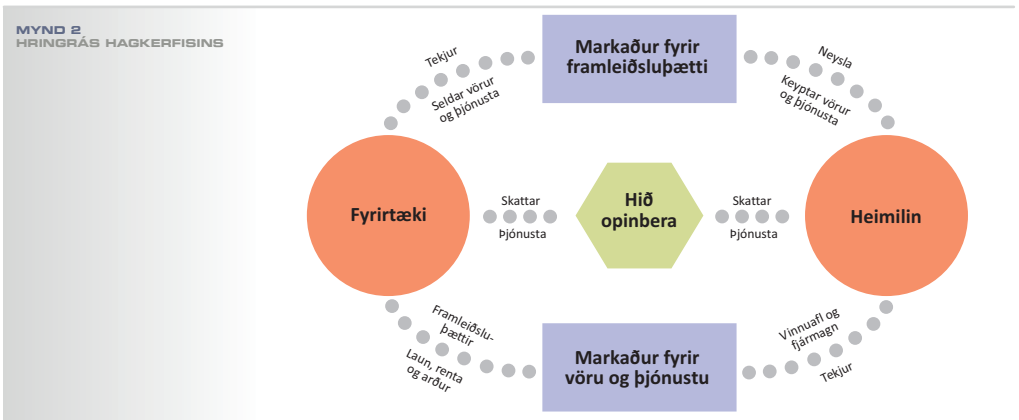 MYND 2
HRINGRÁS HAGKERFISINS
Tekjur
Seldar vörur
og þjónusta
Markaður fyrir
framleiðsluþætti
Neysla
Keyptar vörur
og þjónusta
Fyrirtæki
Skattar
Þjónusta
Hið
opinbera
Skattar
Þjónusta
Heimilin
Framleiðslu-
þættir
Laun, renta
og arður
Markaður fyrir
vöru og þjónustu
Vinnuafl og
fjármagn
Tekjur